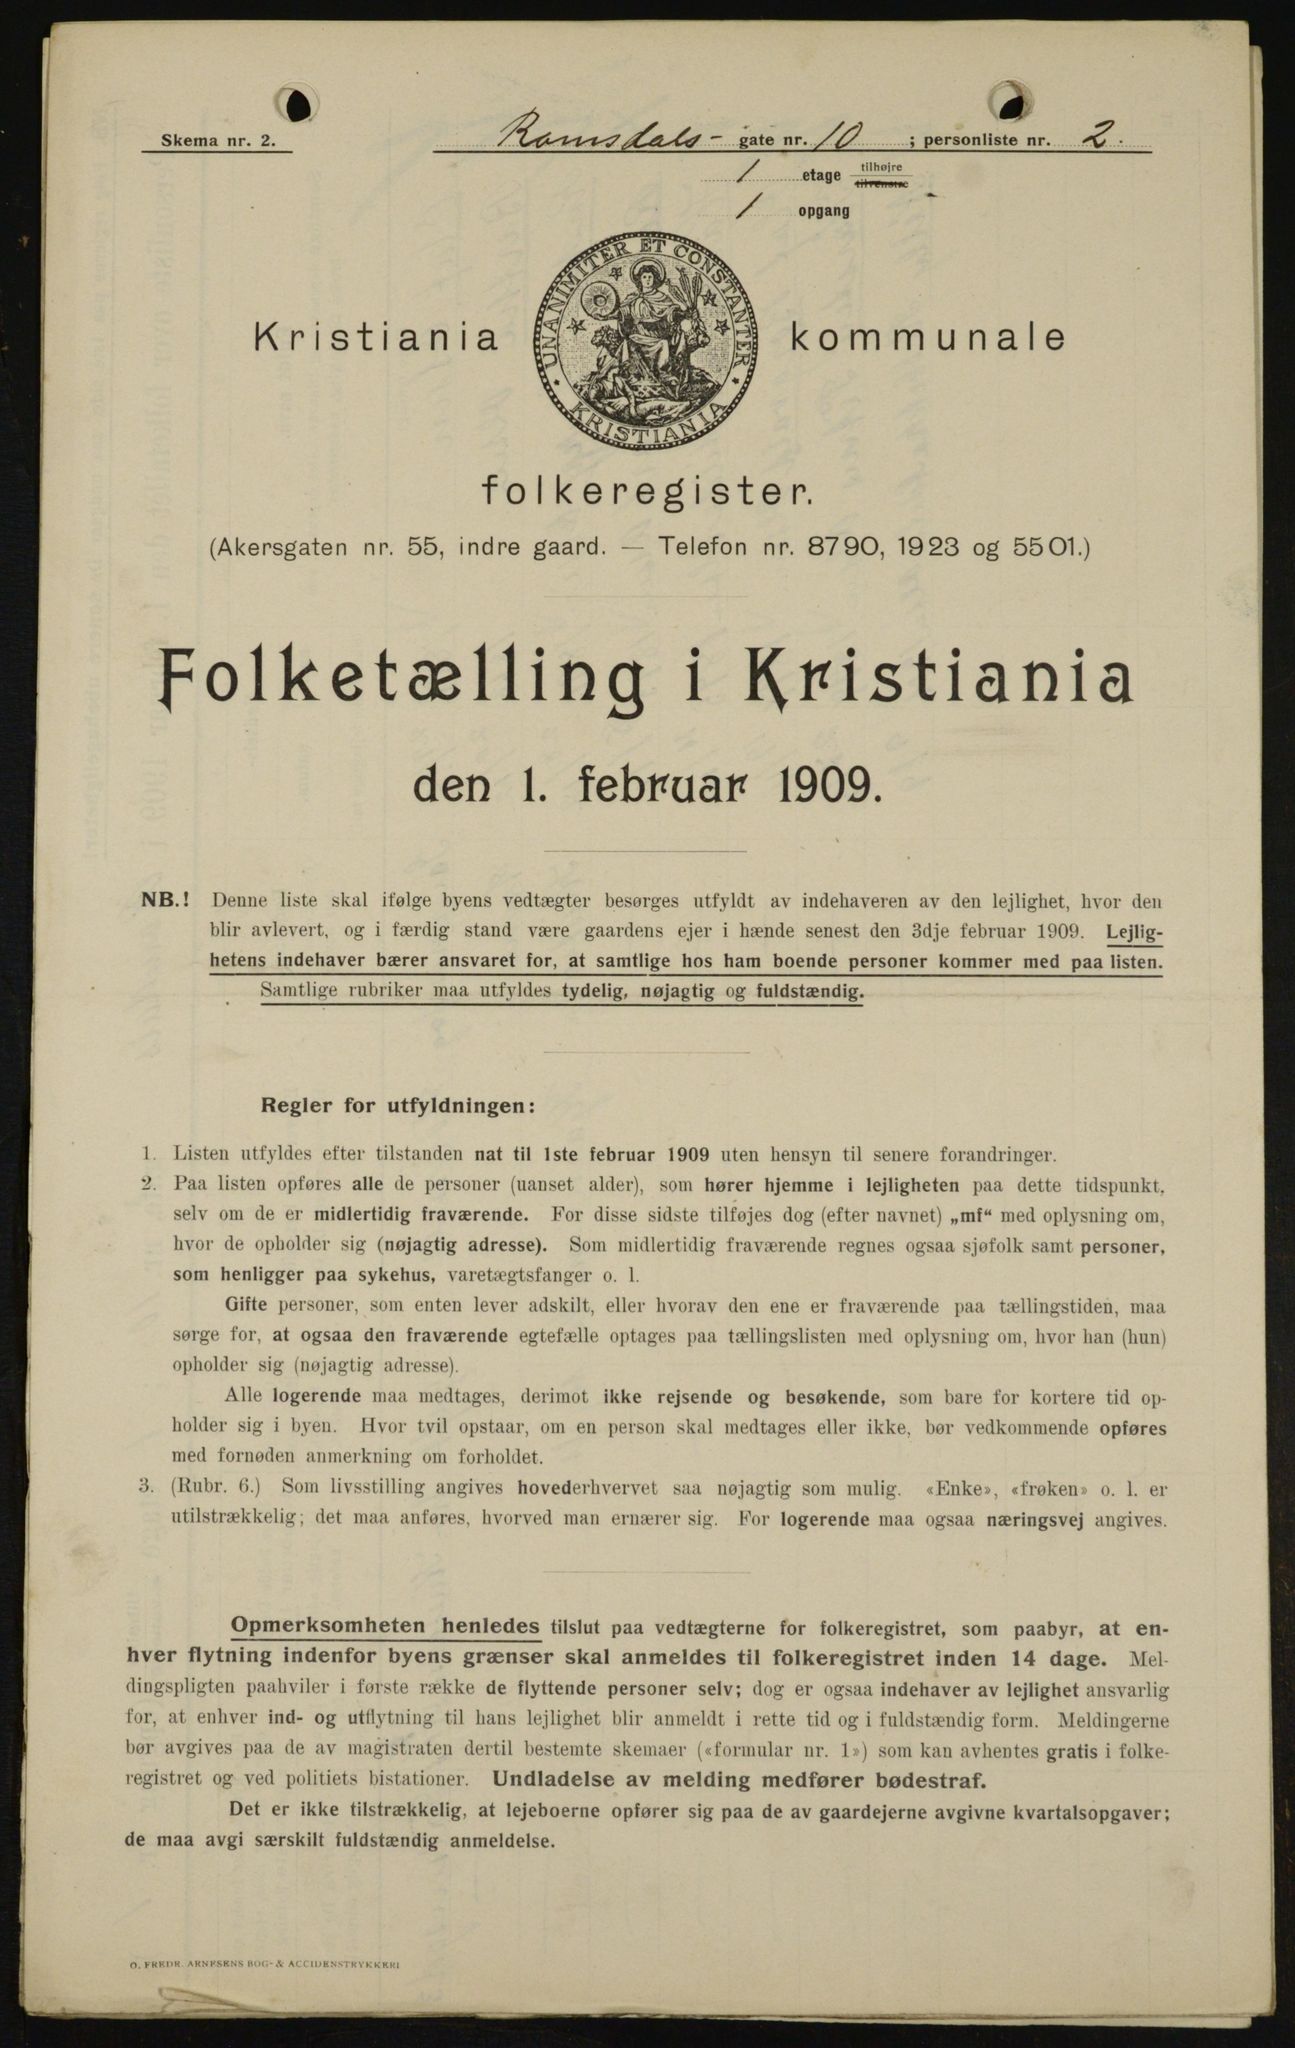 Skema nr. 2.
Romsdals- gate nr. 10 ; personliste nr. 2.
1 etage tilhøjre tilvenstre
1 opgang
UNANIMITER ET CONSTANTER
KRISTIANIA
Kristiania kommunale
folkeregister.
(Akersgaten nr. 55, indre gaard. — Telefon nr. 8790, 1923 og 5501.)
Folketælling i Kristiania
den 1. februar 1909.
NB.! Denne liste skal ifølge byens vedtægter besørges utfyldt av indehaveren av den lejlighet, hvor den
blir avlevert, og i færdig stand være gaardens ejer i hænde senest den 3dje februar 1909. Lejlig-
hetens indehaver bærer ansvaret for, at samtlige hos ham boende personer kommer med paa listen.
Samtlige rubriker maa utfyldes tydelig, nøjagtig og fuldstændig.
Regler for utfyldningen:
1. Listen utfyldes efter tilstanden nat til 1ste februar 1909 uten hensyn til senere forandringer.
2. Paa listen opføres alle de personer (uanset alder), som hører hjemme i lejligheten paa dette tidspunkt,
selv om de er midlertidig fraværende. For disse sidste tilføjes dog (efter navnet) „mf“ med oplysning om,
hvor de opholder sig (nøjagtig adresse). Som midlertidig fraværende regnes ogsaa sjøfolk samt personer,
som henligger paa sykehus, varetægtsfanger o. l.
Gifte personer, som enten lever adskilt, eller hvorav den ene er fraværende paa tællingstiden, maa
sørge for, at ogsaa den fraværende egtefælle optages paa tællingslisten med oplysning om, hvor han (hun)
opholder sig (nøjagtig adresse).
Alle logerende maa medtages, derimot ikke rejsende og besøkende, som bare for kortere tid op-
holder sig i byen. Hvor tvil opstaar, om en person skal medtages eller ikke, bør vedkommende opføres
med fornøden anmerkning om forholdet.
3. (Rubr. 6.) Som livsstilling angives hovederhvervet saa nøjagtig som mulig. «Enke», «frøken» o. l. er
utilstrækkelig; det maa anføres, hvorved man ernærer sig. For logerende maa ogsaa næringsvej angives.
Opmerksomheten henledes tilslut paa vedtægterne for folkeregistret, som paabyr, at en-
hver flytning indenfor byens grænser skal anmeldes til folkeregistret inden 14 dage. Mel-
dingspligten paahviler i første række de flyttende personer selv; dog er ogsaa indehaver av lejlighet ansvarlig
for, at enhver ind- og utflytning til hans lejlighet blir anmeldt i rette tid og i fuldstændig form. Meldingerne
bør avgives paa de av magistraten dertil bestemte skemaer («formular nr. 1») som kan avhentes gratis i folke-
registret og ved politiets bistationer. Undladelse av melding medfører bødestraf.
Det er ikke tilstrækkelig, at lejeboerne opfører sig paa de av gaardejerne avgivne kvartalsopgaver;
de maa avgi særskilt fuldstændig anmeldelse.
O. FREDR. ARNESENS BOG- & ACCIDENSTRYKKERI